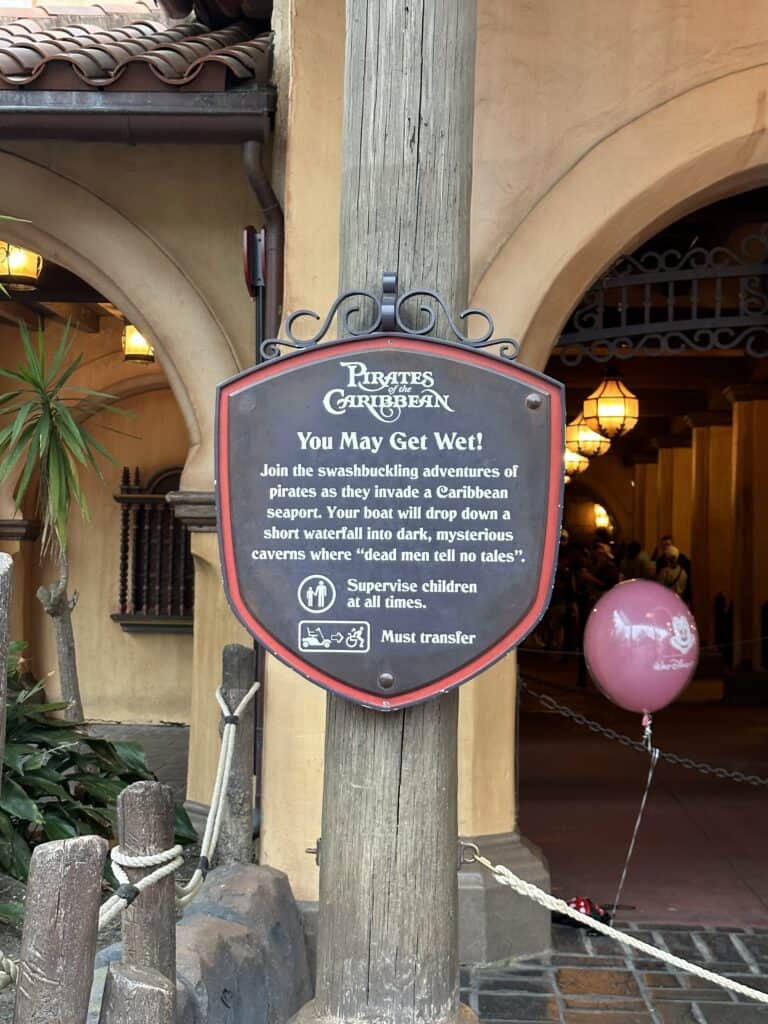 PIRATES
of the
CARIBBEAN
You May Get Wet!
Join the swashbuckling adventures of
pirates as they invade a Caribbean
seaport. Your boat will drop down a
short waterfall into dark, mysterious
caverns where “dead men tell no tales”.
Supervise children
at all times.
Must transfer
Walt Disney